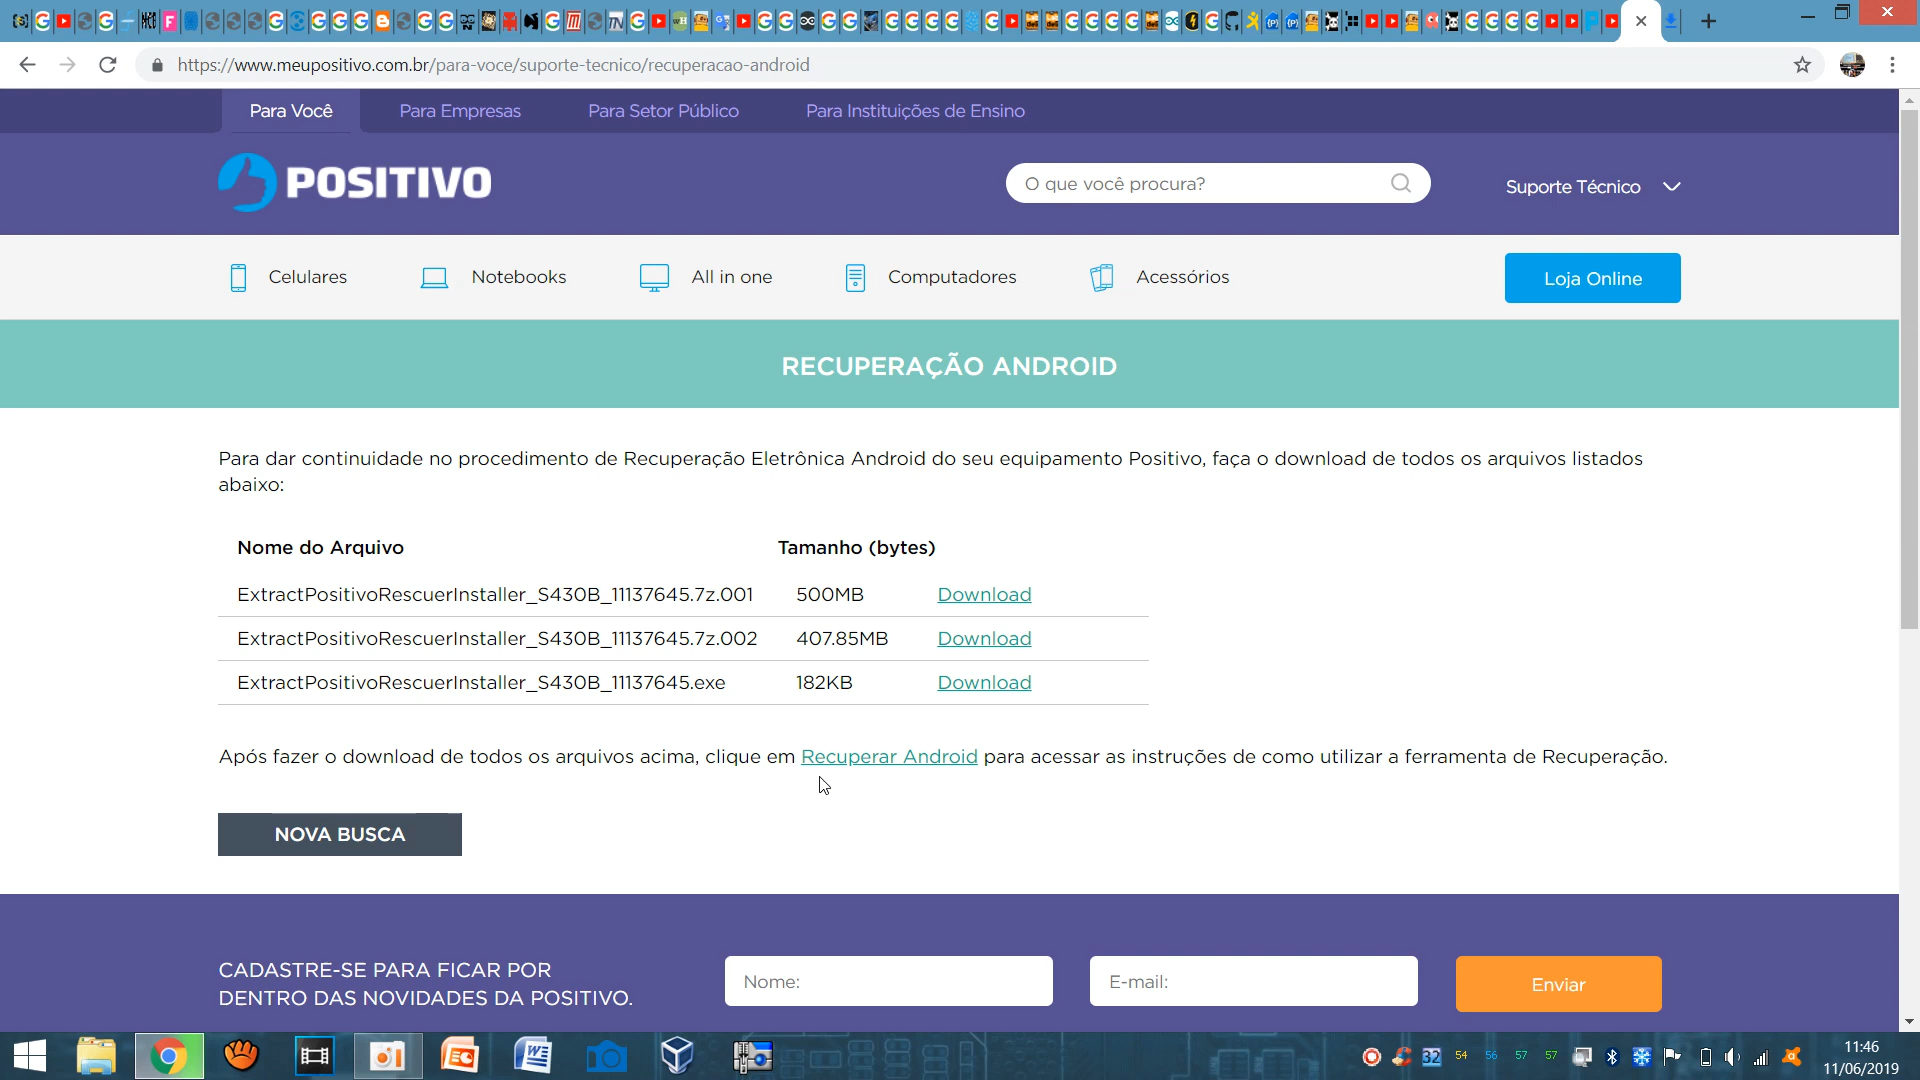 https://www.meupositivo.com.br/para-voce/suporte-tecnico/recuperacao-android
Para Você Para Empresas Para Setor Público Para Instituições de Ensino
POSITIVO O que você procura? Suporte Técnico
Celulares Notebooks All in one Computadores Acessórios Loja Online
RECUPERAÇÃO ANDROID
Para dar continuidade no procedimento de Recuperação Eletrônica Android do seu equipamento Positivo, faça o download de todos os arquivos listados
abaixo:
Nome do Arquivo Tamanho (bytes)
ExtractPositivoRescuerInstaller_S430B_11137645.7z.001 500MB Download
ExtractPositivoRescuerInstaller_S430B_11137645.7z.002 407.85MB Download
ExtractPositivoRescuerInstaller_S430B_11137645.exe 182KB Download
Após fazer o download de todos os arquivos acima, clique em Recuperar Android para acessar as instruções de como utilizar a ferramenta de Recuperação.
NOVA BUSCA
CADASTRE-SE PARA FICAR POR
DENTRO DAS NOVIDADES DA POSITIVO.
Nome: E-mail: Enviar
32 54 56 57 57
11:46
11/06/2019